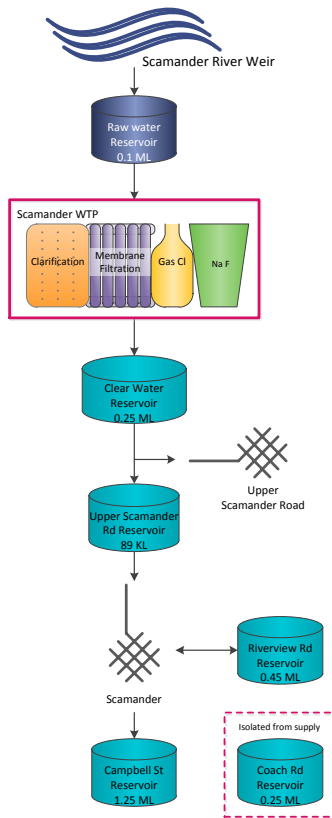 Scamander River Weir
Raw water
Reservoir
0.1 ML
Scamander WTP
Clarification
Membrane
Filtration
Gas Cl
Na F
Clear Water
Reservoir
0.25 ML
Upper
Scamander Road
Upper Scamander
Rd Reservoir
89 KL
Riverview Rd
Reservoir
0.45 ML
Scamander
Isolated from supply
Campbell St
Reservoir
1.25 ML
Coach Rd
Reservoir
0.25 ML